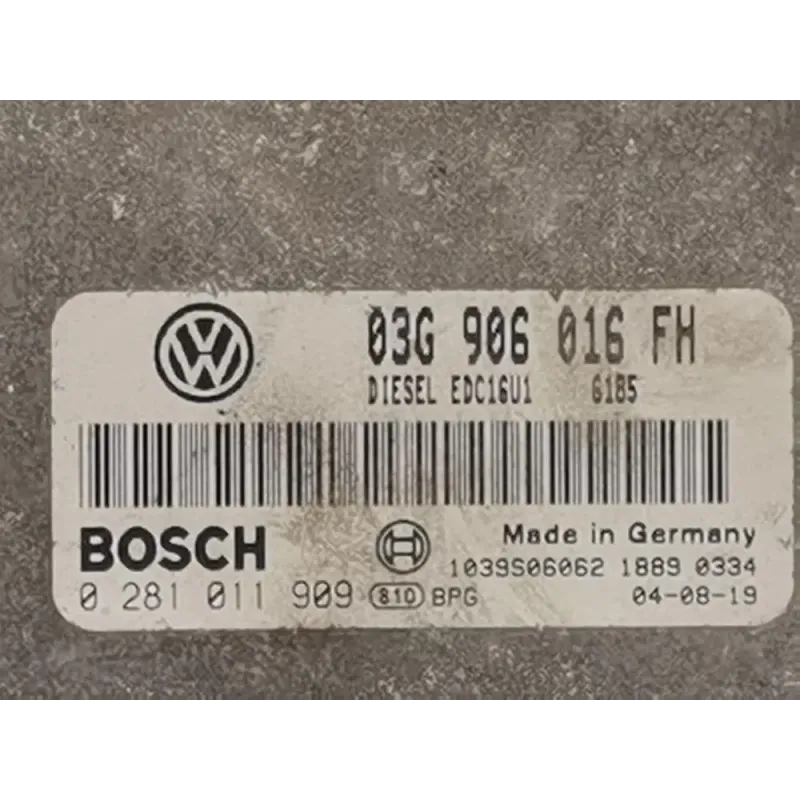 03G 906 016 FH
DIESEL EDC16U1 6185
BOSCH
Made in Germany
1039S06062 1889 0334
0 281 011 909 810 BPG 04-08-19